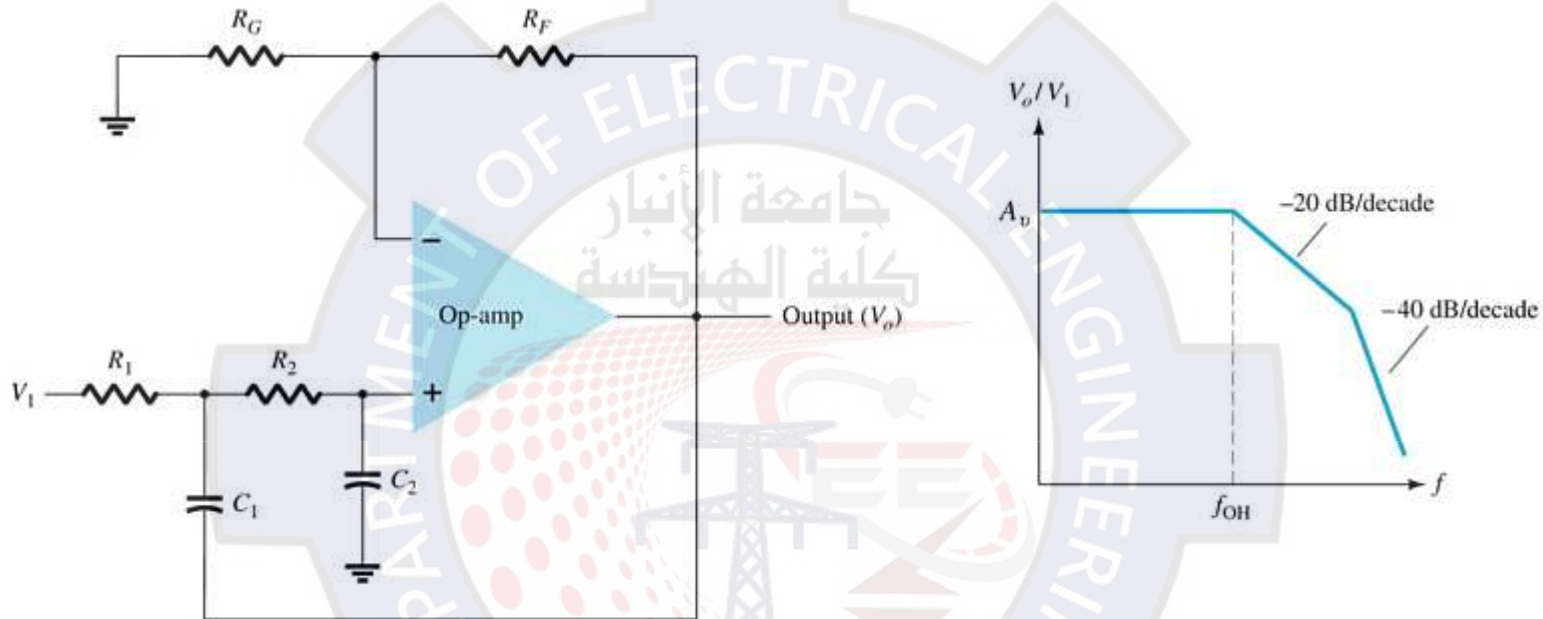 R_G
R_F
−
Op-amp
+
Output (V_o)
V_1
R_1
R_2
C_1
C_2
V_o/V_1
A_v
−20 dB/decade
−40 dB/decade
f_OH
f
DEPARTMENT OF ELECTRICAL ENGINEERING
جامعة الأنبار
كلية الهندسة
EE